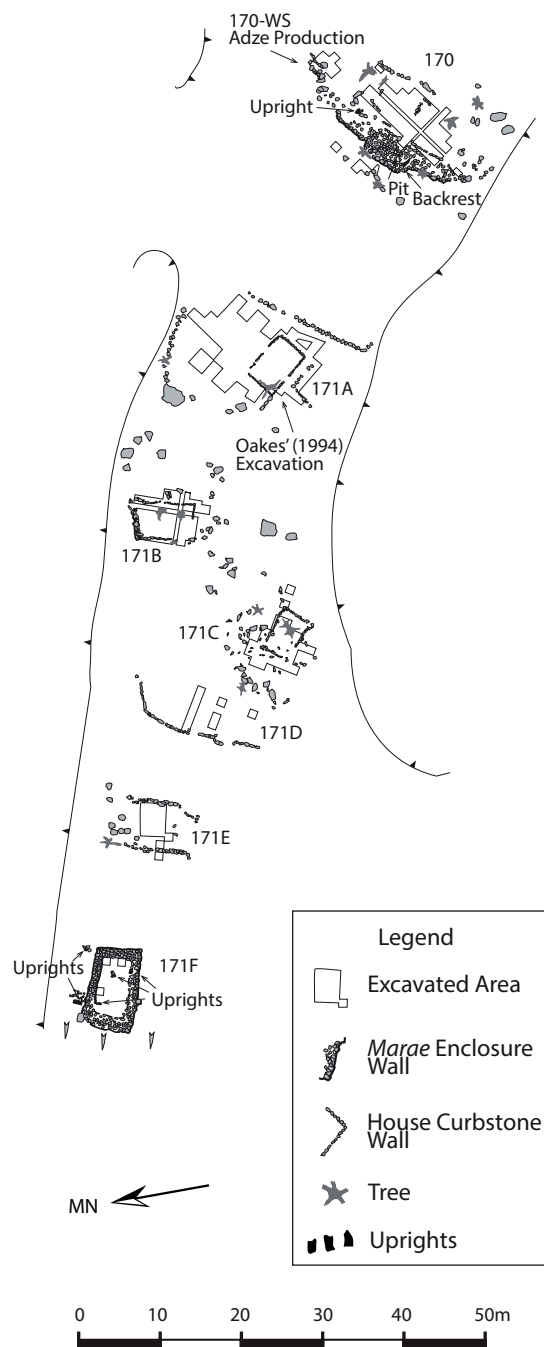 170-WS
Adze Production
170
Upright
Pit
Backrest
171A
Oakes' (1994)
Excavation
171B
171C
171D
171E
Uprights
171F
Uprights
Legend
Excavated Area
Marae Enclosure
Wall
House Curbstone
Wall
Tree
Uprights
MN
0 10 20 30 40 50m